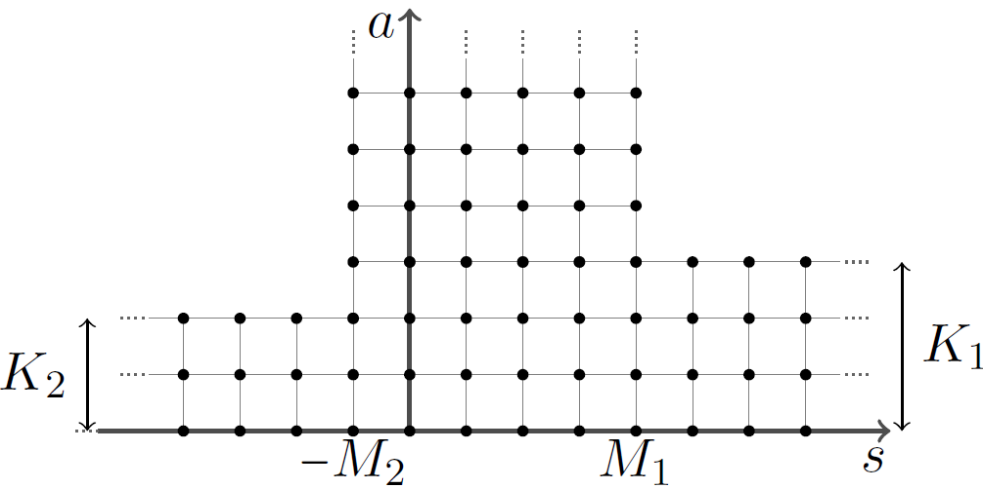 a
K₂
K₁
–M₂
M₁
s